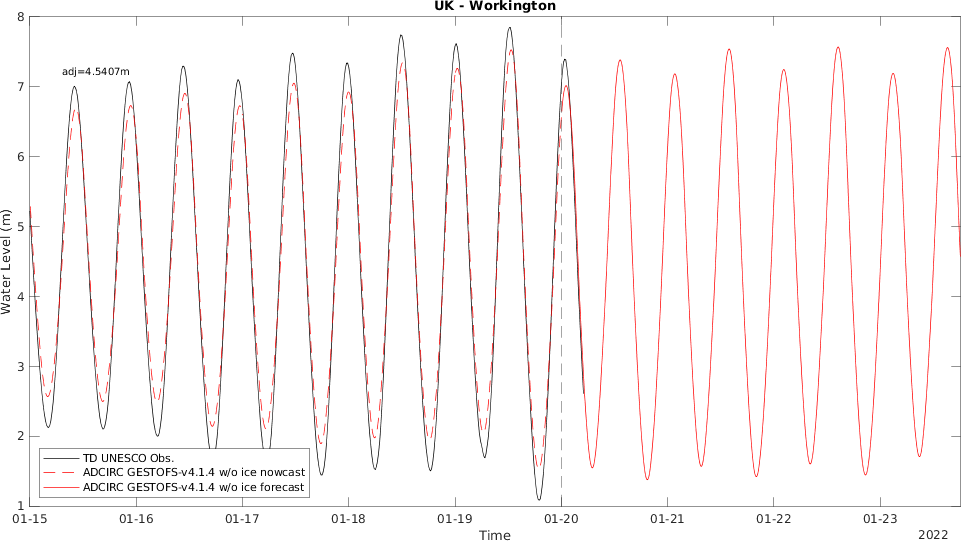 UK - Workington
8
7
6
5
4
3
2
1
Water Level (m)
adj=4.5407m
TD UNESCO Obs.
ADCIRC GESTOFS-v4.1.4 w/o ice nowcast
ADCIRC GESTOFS-v4.1.4 w/o ice forecast
01-15 01-16 01-17 01-18 01-19 01-20 01-21 01-22 01-23
Time
2022